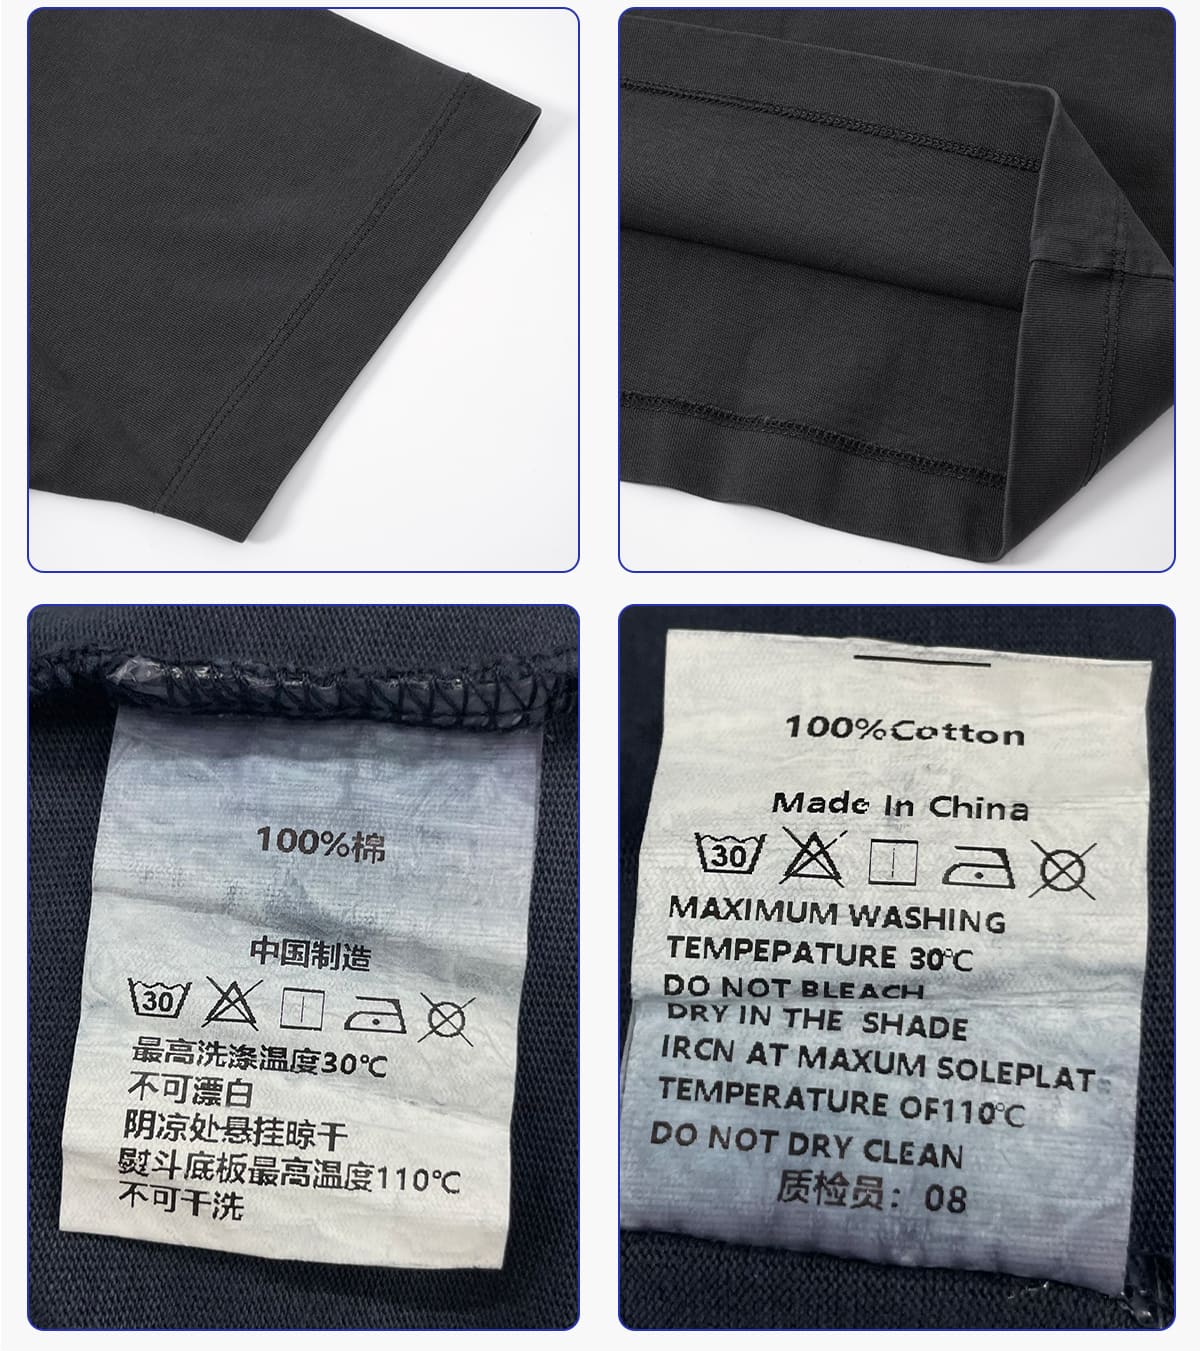 100%棉
中国制造
30
最高洗涤温度30℃
不可漂白
阴凉处悬挂晾干
熨斗底板最高温度110℃
不可干洗
100%Cotton
Made In China
30
MAXIMUM WASHING
TEMPEPATURE 30℃
DO NOT BLEACH
DRY IN THE SHADE
IRCN AT MAXUM SOLEPLAT
TEMPERATURE OF110℃
DO NOT DRY CLEAN
质检员：08